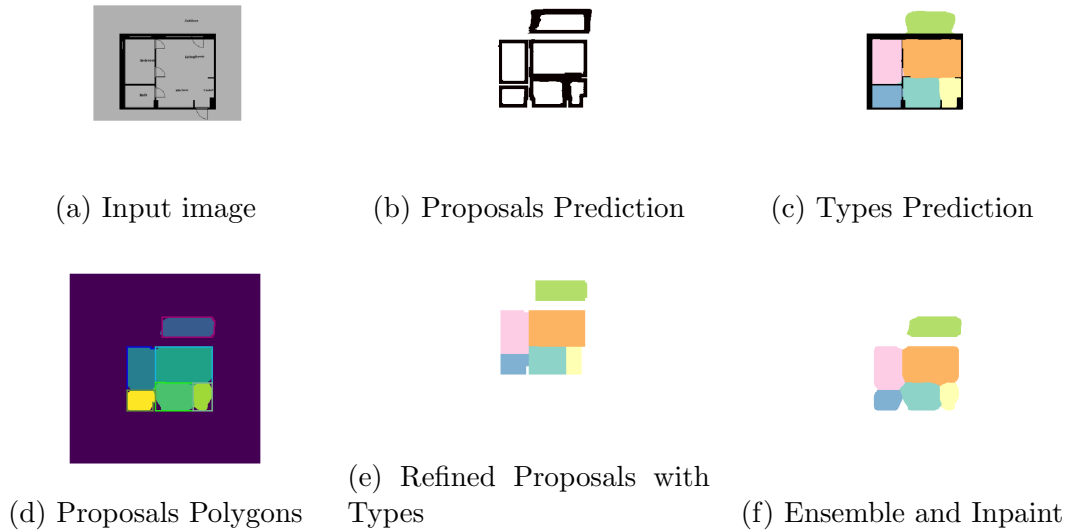 (a) Input image
(b) Proposals Prediction
(c) Types Prediction
(d) Proposals Polygons
(e) Refined Proposals with
Types
(f) Ensemble and Inpaint